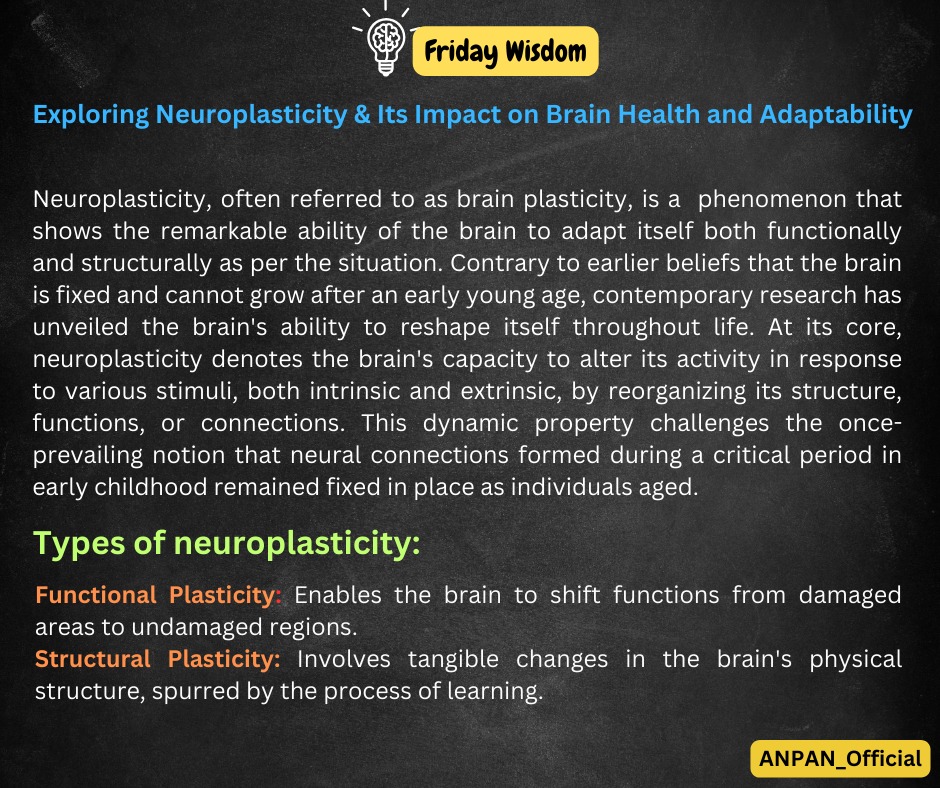 Friday Wisdom
Exploring Neuroplasticity & Its Impact on Brain Health and Adaptability
Neuroplasticity, often referred to as brain plasticity, is a phenomenon that
shows the remarkable ability of the brain to adapt itself both functionally
and structurally as per the situation. Contrary to earlier beliefs that the brain
is fixed and cannot grow after an early young age, contemporary research has
unveiled the brain's ability to reshape itself throughout life. At its core,
neuroplasticity denotes the brain's capacity to alter its activity in response
to various stimuli, both intrinsic and extrinsic, by reorganizing its structure,
functions, or connections. This dynamic property challenges the once-
prevailing notion that neural connections formed during a critical period in
early childhood remained fixed in place as individuals aged.
Types of neuroplasticity:
Functional Plasticity: Enables the brain to shift functions from damaged
areas to undamaged regions.
Structural Plasticity: Involves tangible changes in the brain's physical
structure, spurred by the process of learning.
ANPAN_Official